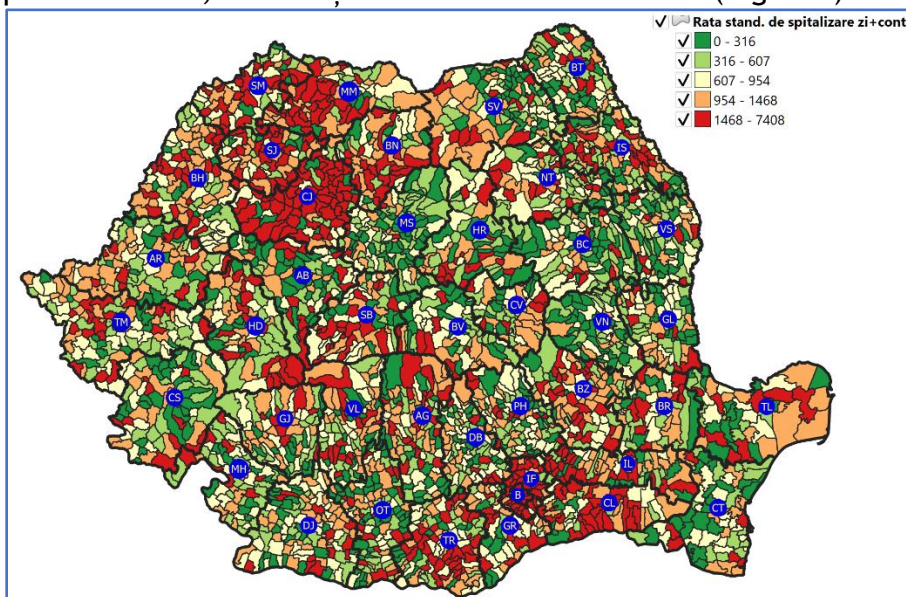 Rata stand. de spitalizare zi+cont
0 - 316
316 - 607
607 - 954
954 - 1468
1468 - 7408
BT
SM
MM
SV
BN
IS
SJ
NT
BH
CJ
MS
HR
VS
BC
AR
AB
CV
SB
TM
HD
BV
VN
GL
BZ
CS
PH
BR
TL
VL
AG
GJ
DB
IL
MH
IF
B
CL
CT
OT
DJ
GR
TR